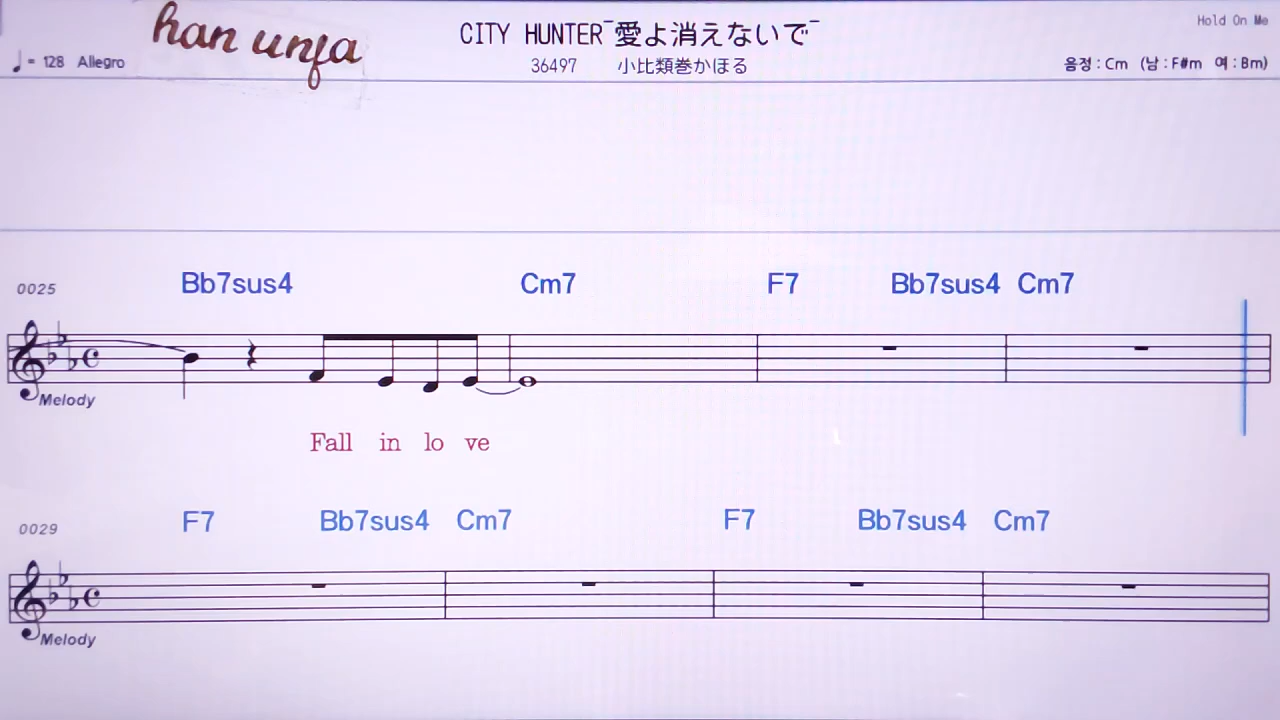 han unfa
CITY HUNTER ̄愛よ消えないで ̄
Hold On Me
♩= 128 Allegro
36497 小比類巻かほる
음정 : Cm (남 : F#m 여 : Bm)
0025 Bb7sus4 Cm7 F7 Bb7sus4 Cm7
Melody
Fall in lo ve
0029 F7 Bb7sus4 Cm7 F7 Bb7sus4 Cm7
Melody